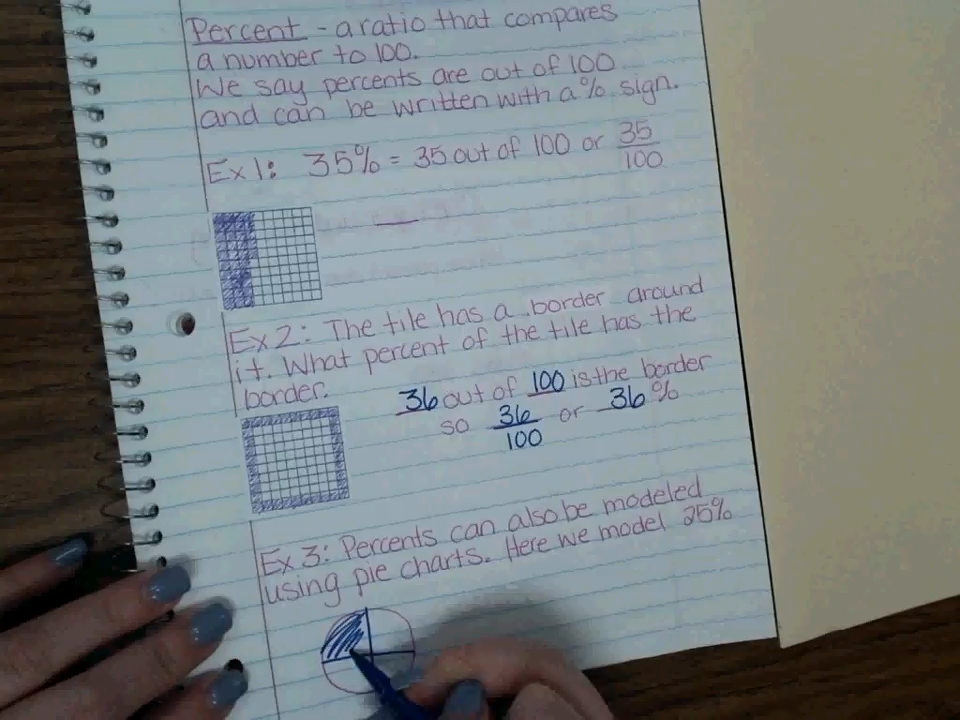 Percent - a ratio that compares
a number to 100.
We say percents are out of 100
and can be written with a % sign.
Ex 1: 35% = 35 out of 100 or 35/100
Ex 2: The tile has a border around
it. What percent of the tile has the
border.
36 out of 100 is the border
so 36/100 or 36%
Ex 3: Percents can also be modeled
using pie charts. Here we model 25%